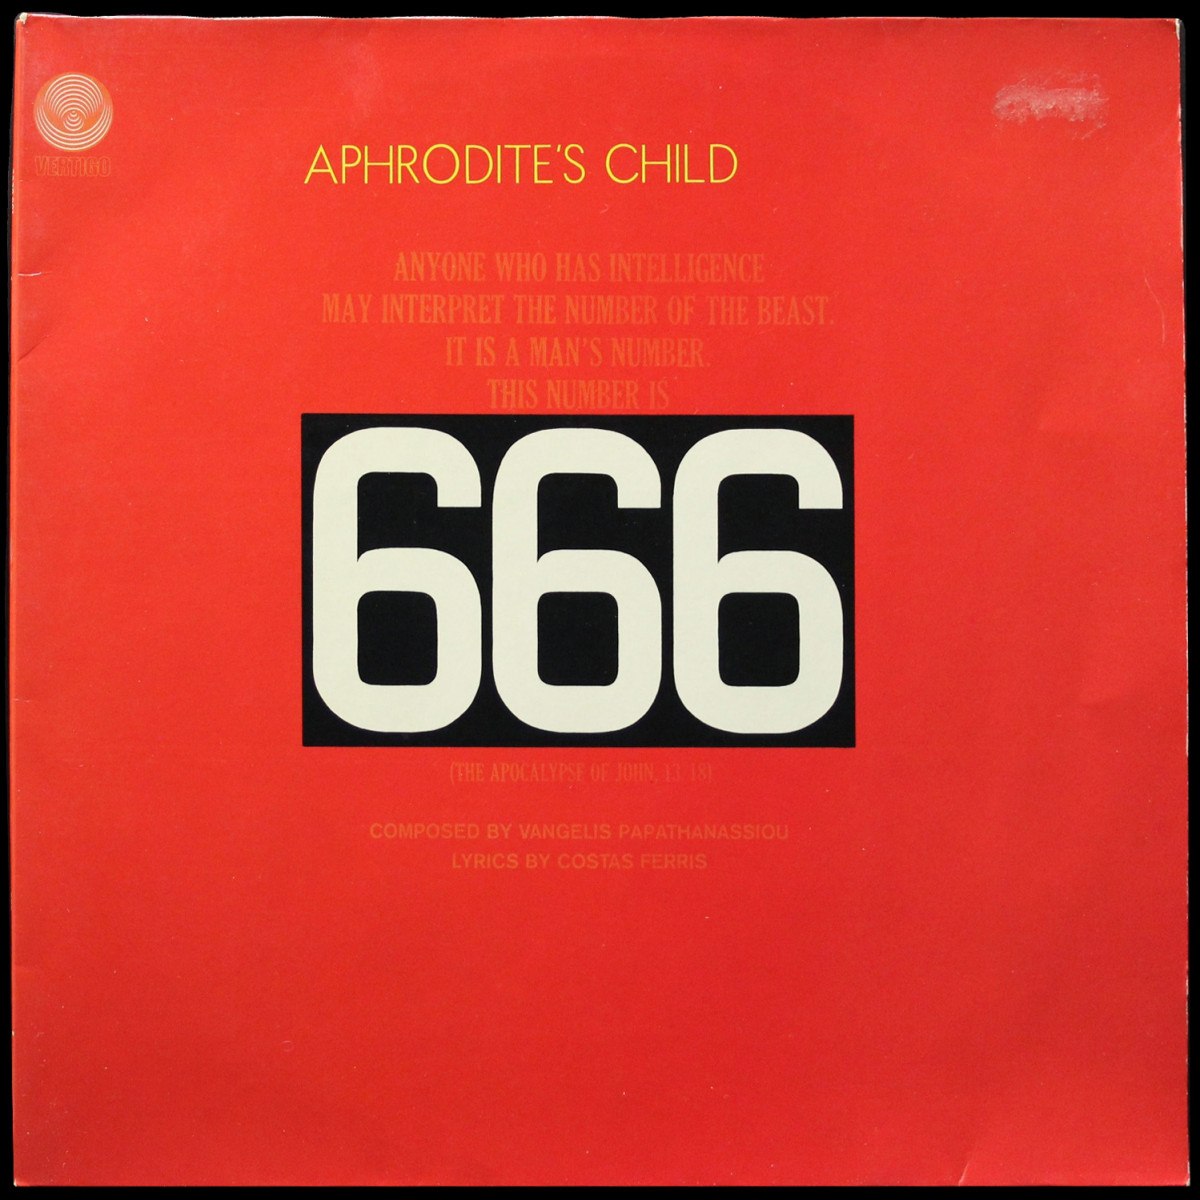 VERTIGO
APHRODITE'S CHILD
ANYONE WHO HAS INTELLIGENCE
MAY INTERPRET THE NUMBER OF THE BEAST.
IT IS A MAN'S NUMBER.
THIS NUMBER IS
666
(THE APOCALYPSE OF JOHN, 13/18)
COMPOSED BY VANGELIS PAPATHANASSIOU
LYRICS BY COSTAS FERRIS